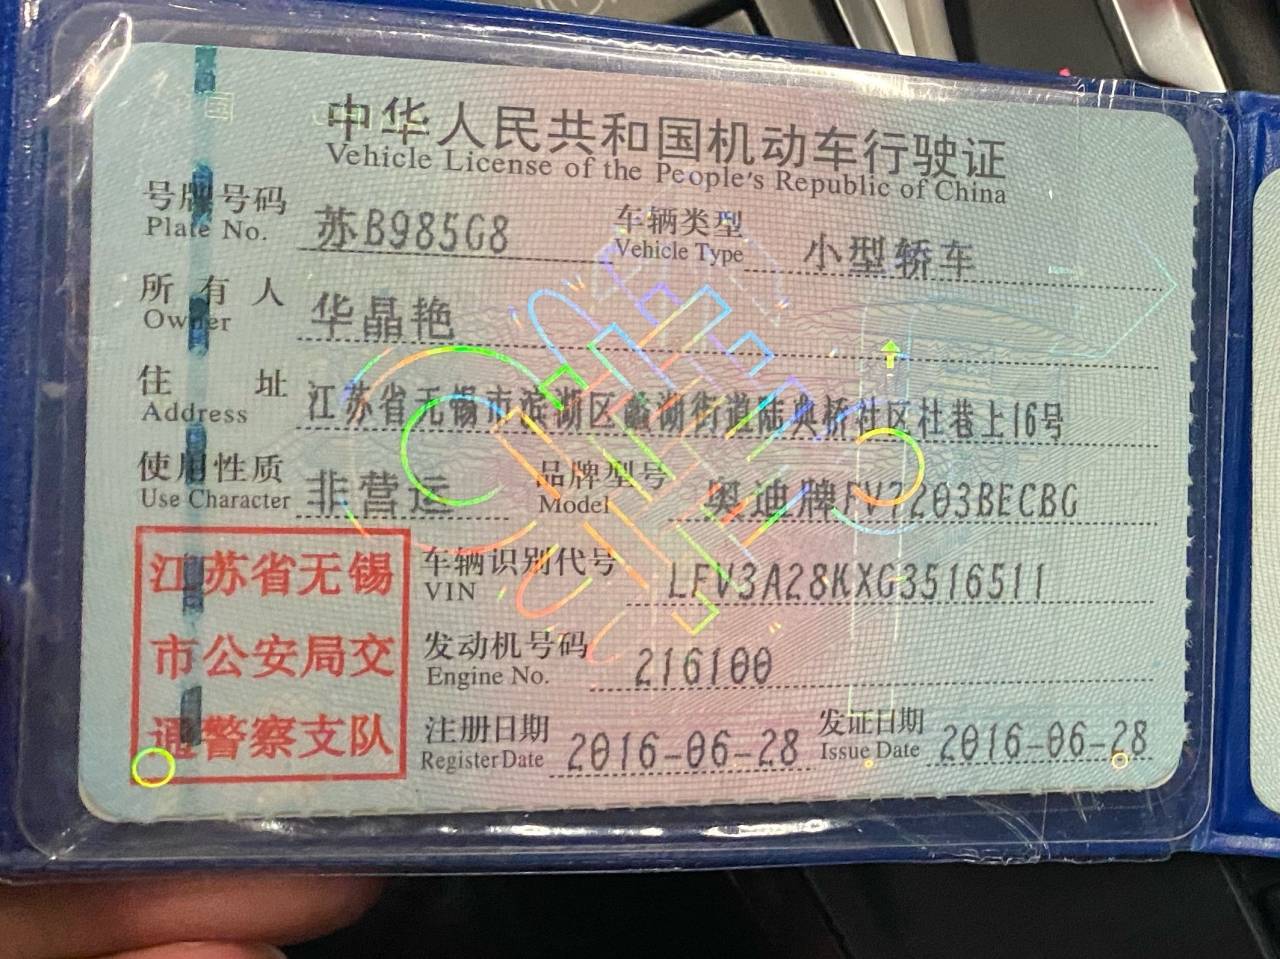 中华人民共和国机动车行驶证
Vehicle License of the People's Republic of China
号牌号码 苏B985G8 车辆类型 小型轿车
Plate No. Vehicle Type
所有人 华晶艳
Owner
住址 江苏省无锡市滨湖区蠡湖街道陆典桥社区杜巷上16号
Address
使用性质 非营运 品牌型号 奥迪牌FV7203BECBG
Use Character Model
江苏省无锡
市公安局交
通警察支队
车辆识别代号 LFV3A28KXG3516511
VIN
发动机号码 216100
Engine No.
注册日期 2016-06-28 发证日期 2016-06-28
Register Date Issue Date